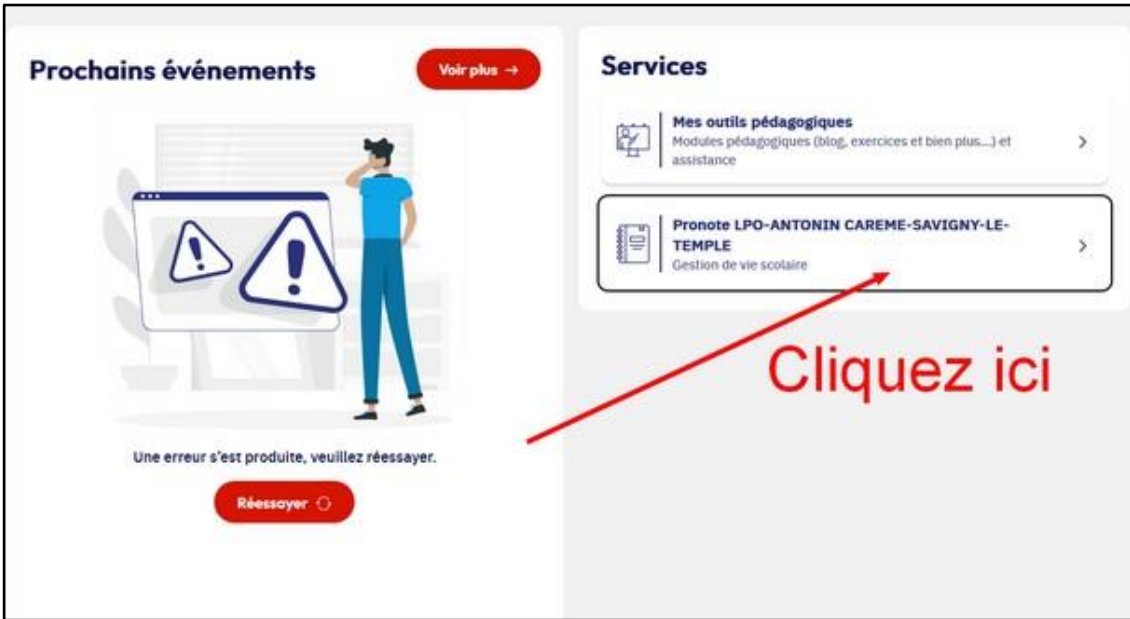 Prochains événements
Voir plus →
Une erreur s'est produite, veuillez réessayer.
Réessayer
Services
Mes outils pédagogiques
Modules pédagogiques (blog, exercices et bien plus...) et
assistance
Pronote LPO-ANTONIN CAREME-SAVIGNY-LE-
TEMPLE
Gestion de vie scolaire
Cliquez ici